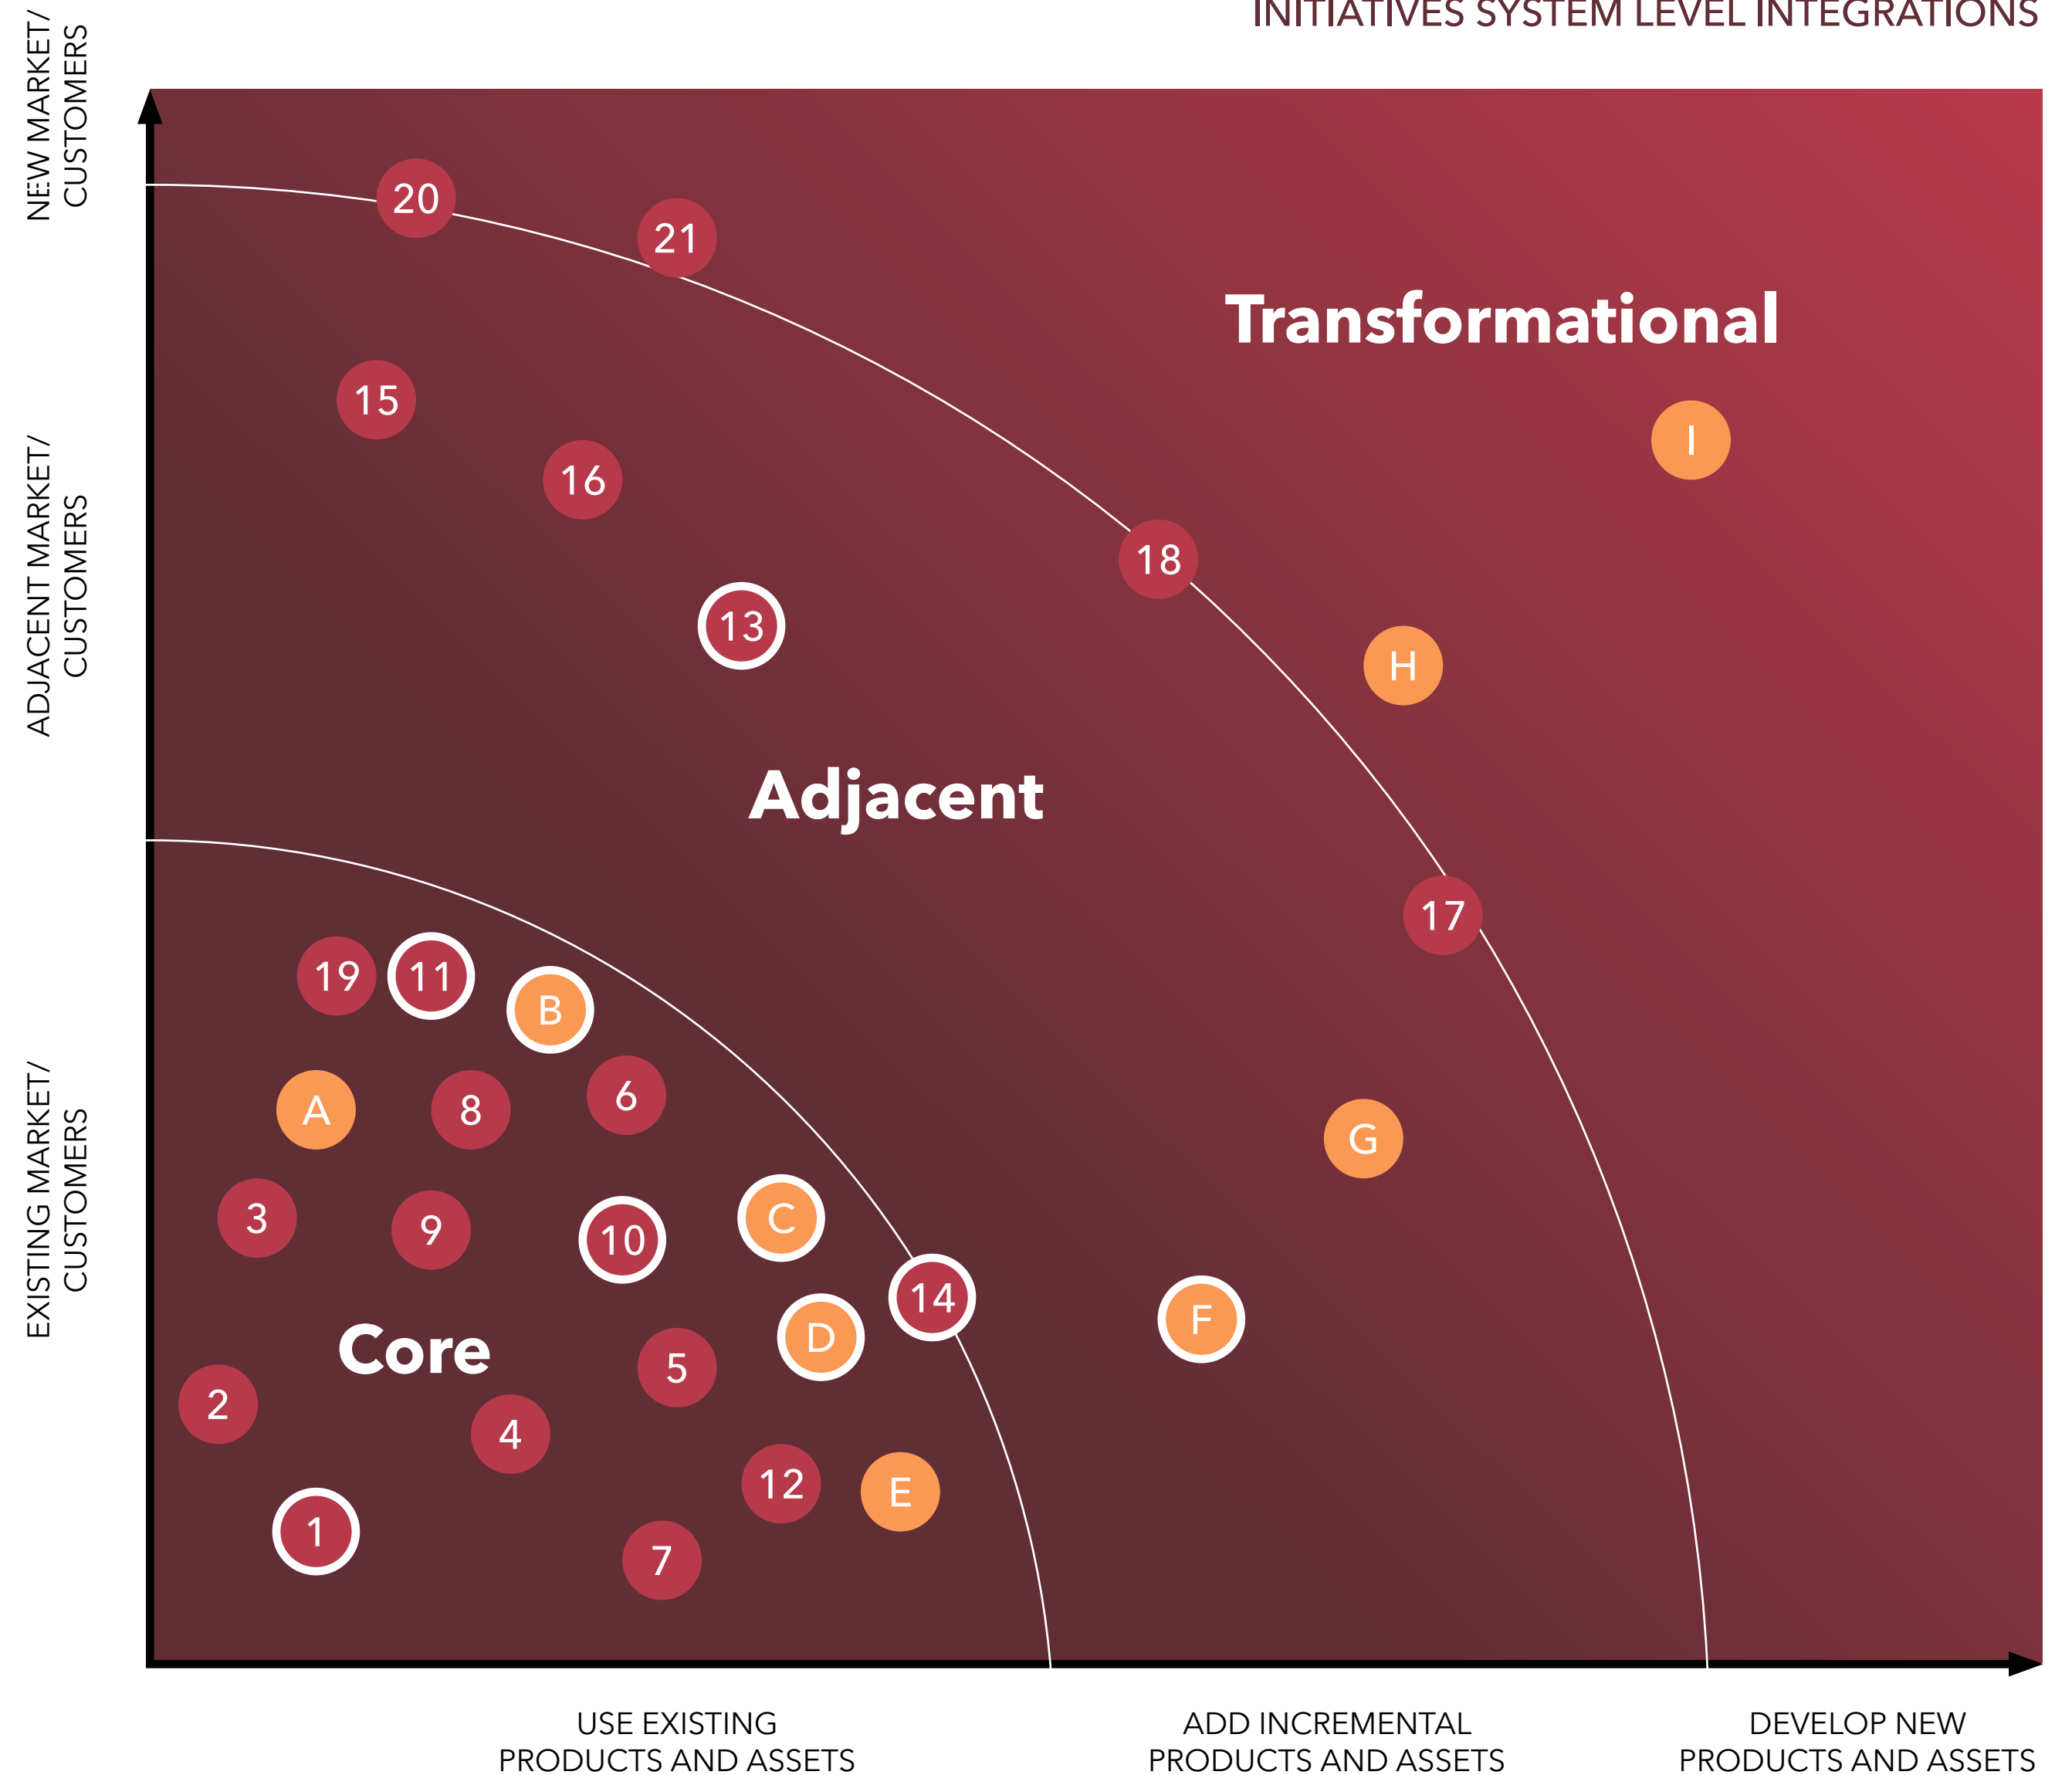 INITIATIVES SYSTEM LEVEL INTEGRATIONS
NEW MARKET/
CUSTOMERS
20
21
Transformational
15
I
16
ADJACENT MARKET/
CUSTOMERS
18
13
H
Adjacent
17
19
11
B
6
A
8
G
EXISTING MARKET/
CUSTOMERS
3
9
10
C
14
F
D
Core
5
2
4
12
E
1
7
USE EXISTING
PRODUCTS AND ASSETS
ADD INCREMENTAL
PRODUCTS AND ASSETS
DEVELOP NEW
PRODUCTS AND ASSETS